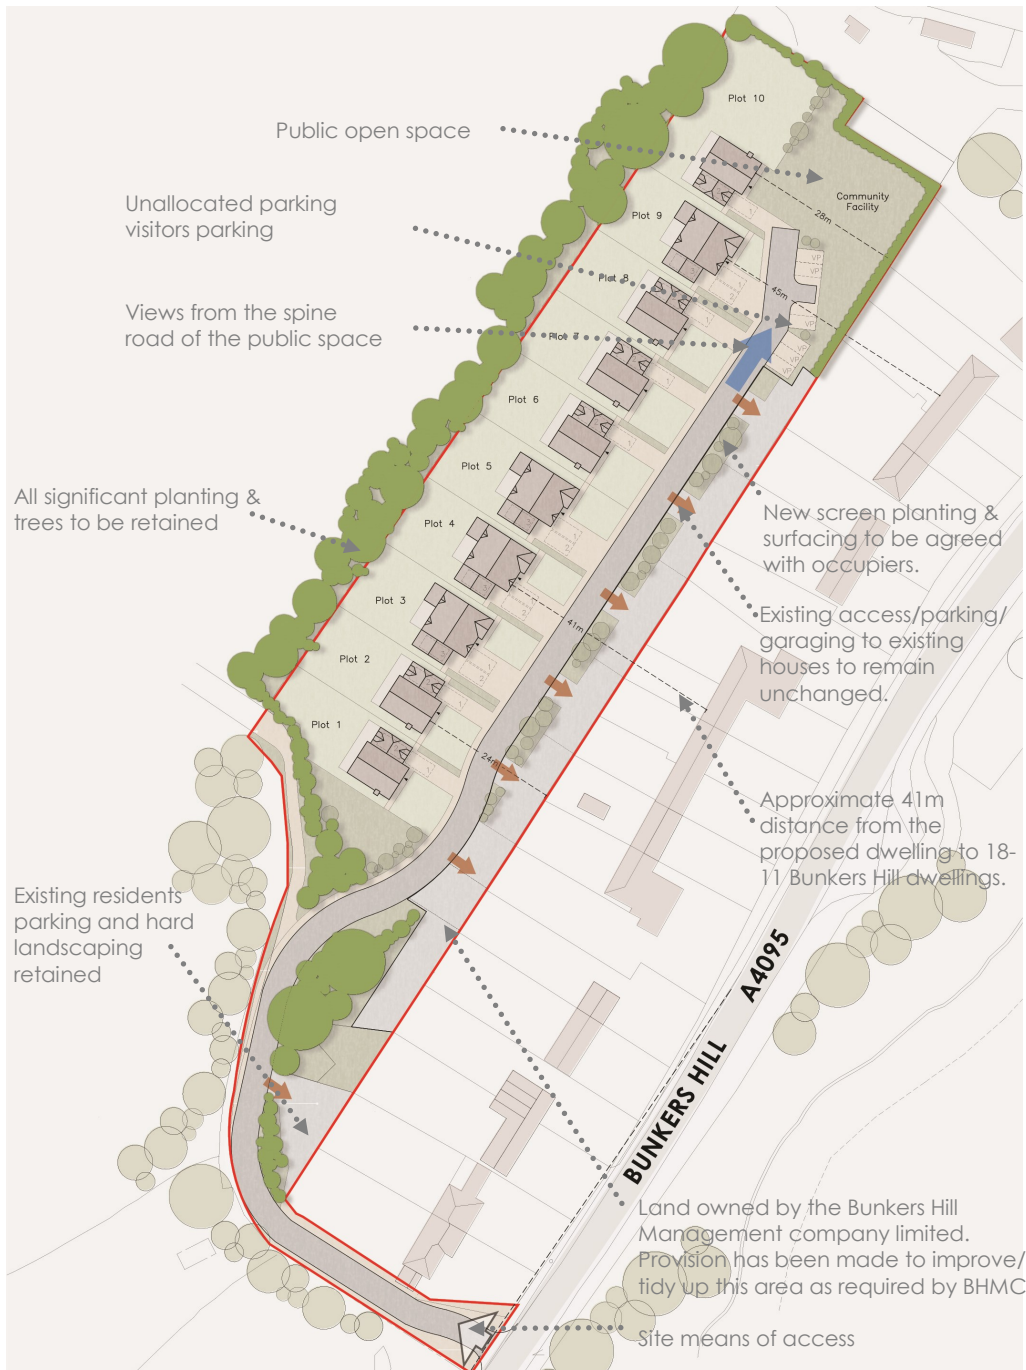 Plot 10
Public open space
Community
Facility
28m
Unallocated parking
visitors parking
Plot 9
VP
VP
Plot 8
45m
Views from the spine
road of the public space
VP
VP
VP
VP
Plot 7
Plot 6
Plot 5
All significant planting &
trees to be retained
Plot 4
New screen planting &
surfacing to be agreed
with occupiers.
Plot 3
41m
Existing access/parking/
garaging to existing
houses to remain
unchanged.
Plot 2
Plot 1
24m
Approximate 41m
distance from the
proposed dwelling to 18-
11 Bunkers Hill dwellings.
Existing residents
parking and hard
landscaping
retained
BUNKERS HILL A4095
Land owned by the Bunkers Hill
Management company limited.
Provision has been made to improve/
tidy up this area as required by BHMC
Site means of access